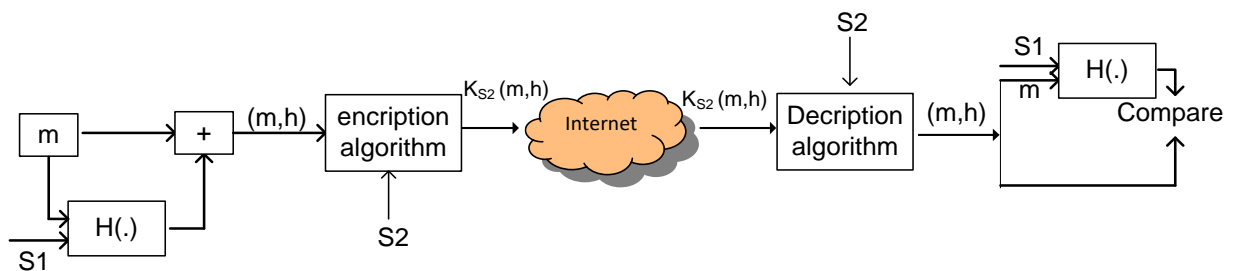 m
H(.)
S1
+
(m,h)
encription
algorithm
S2
KS2 (m,h)
Internet
KS2 (m,h)
S2
Decription
algorithm
(m,h)
S1
m
H(.)
Compare